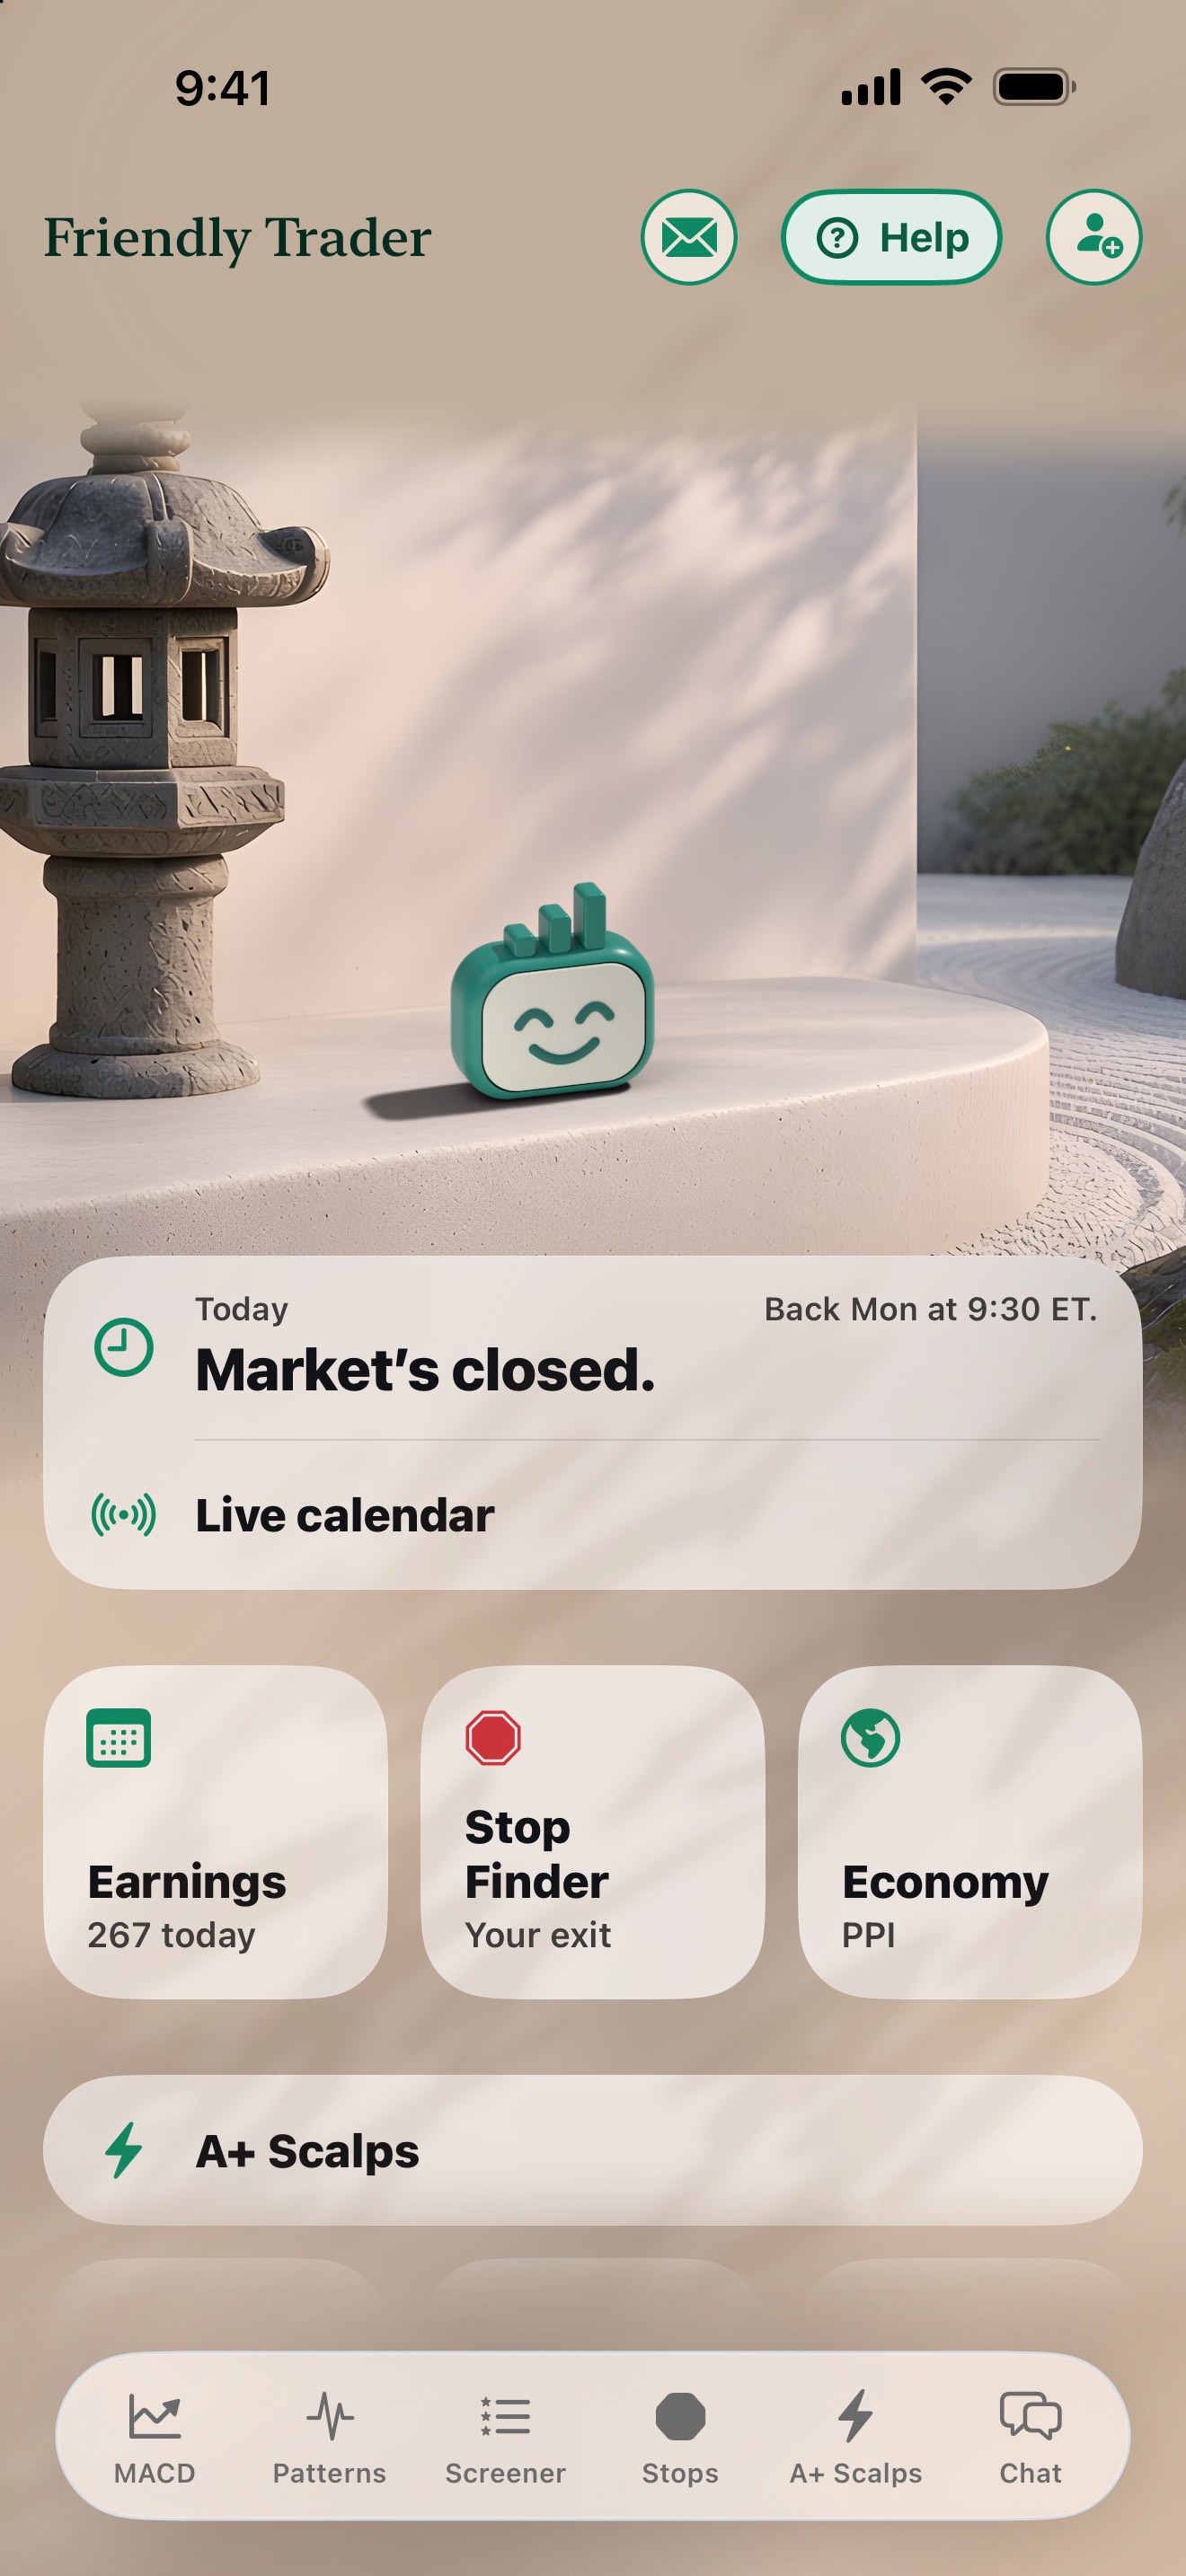 9:41
Friendly Trader
Help
Today
Back Mon at 9:30 ET.
Market's closed.
Live calendar
Earnings
267 today
Stop
Finder
Your exit
Economy
PPI
A+ Scalps
MACD
Patterns
Screener
Stops
A+ Scalps
Chat